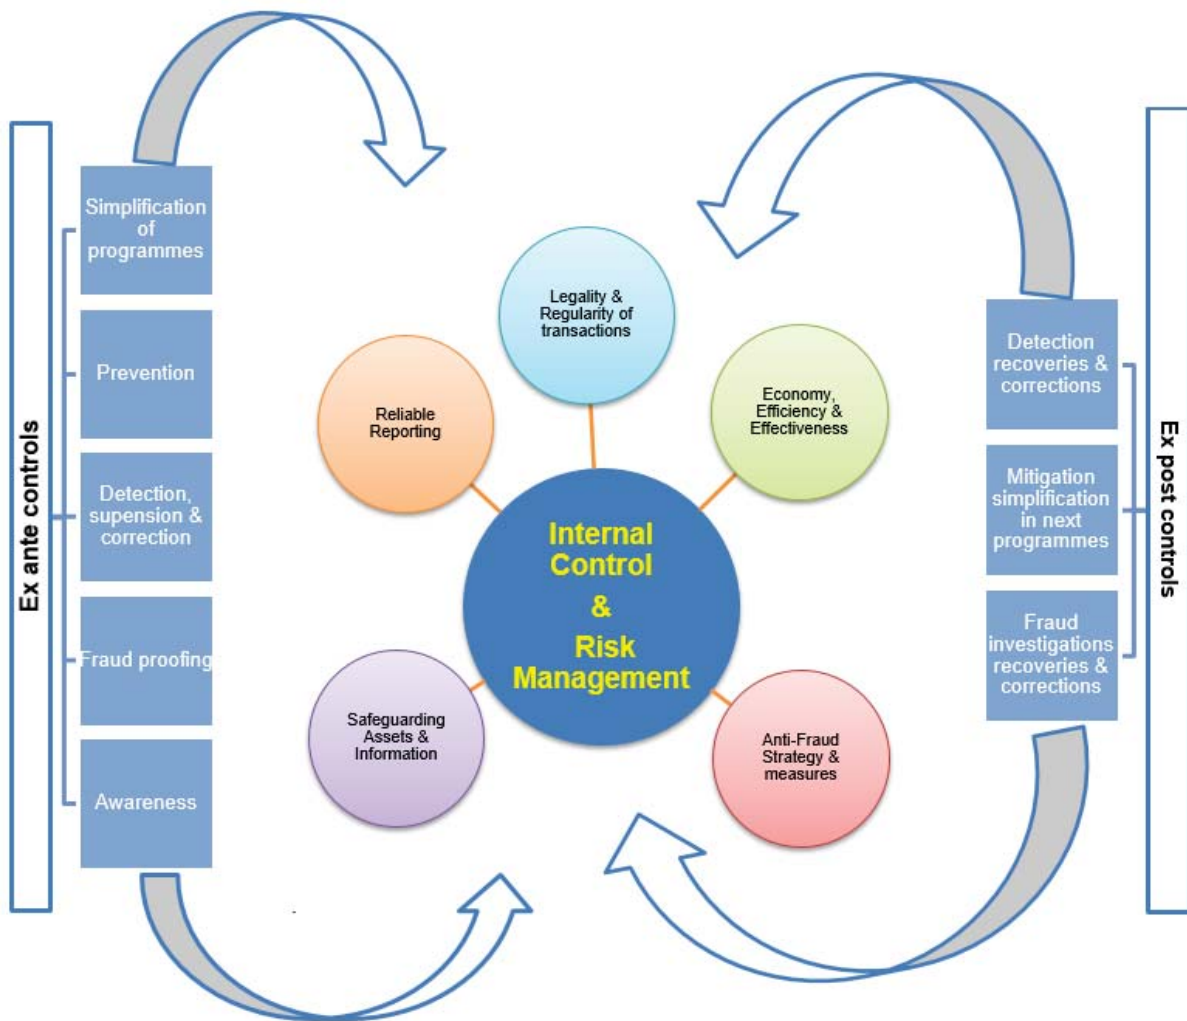 Ex ante controls
Simplification
of
programmes
Prevention
Detection,
supension &
correction
Fraud proofing
Awareness
Legality &
Regularity of
transactions
Reliable
Reporting
Economy,
Efficiency &
Effectiveness
Internal
Control
&
Risk
Management
Safeguarding
Assets &
Information
Anti-Fraud
Strategy &
measures
Detection
recoveries &
corrections
Mitigation
simplification
in next
programmes
Fraud
investigations
recoveries &
corrections
Ex post controls